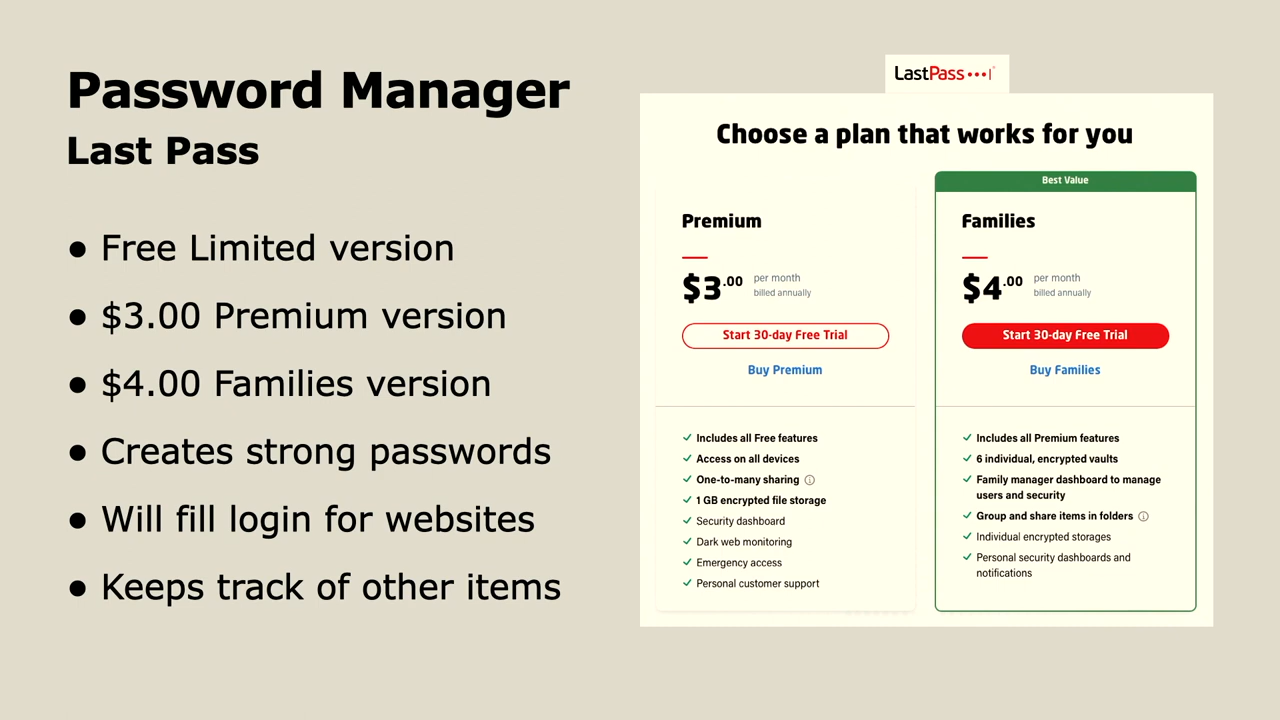 Password Manager
Last Pass
● Free Limited version
● $3.00 Premium version
● $4.00 Families version
● Creates strong passwords
● Will fill login for websites
● Keeps track of other items
LastPass
Choose a plan that works for you
Premium
$3.00 per month
billed annually
Start 30-day Free Trial
Buy Premium
Includes all Free features
Access on all devices
One-to-many sharing
1 GB encrypted file storage
Security dashboard
Dark web monitoring
Emergency access
Personal customer support
Best Value
Families
$4.00 per month
billed annually
Start 30-day Free Trial
Buy Families
Includes all Premium features
6 individual, encrypted vaults
Family manager dashboard to manage
users and security
Group and share items in folders
Individual encrypted storages
Personal security dashboards and
notifications